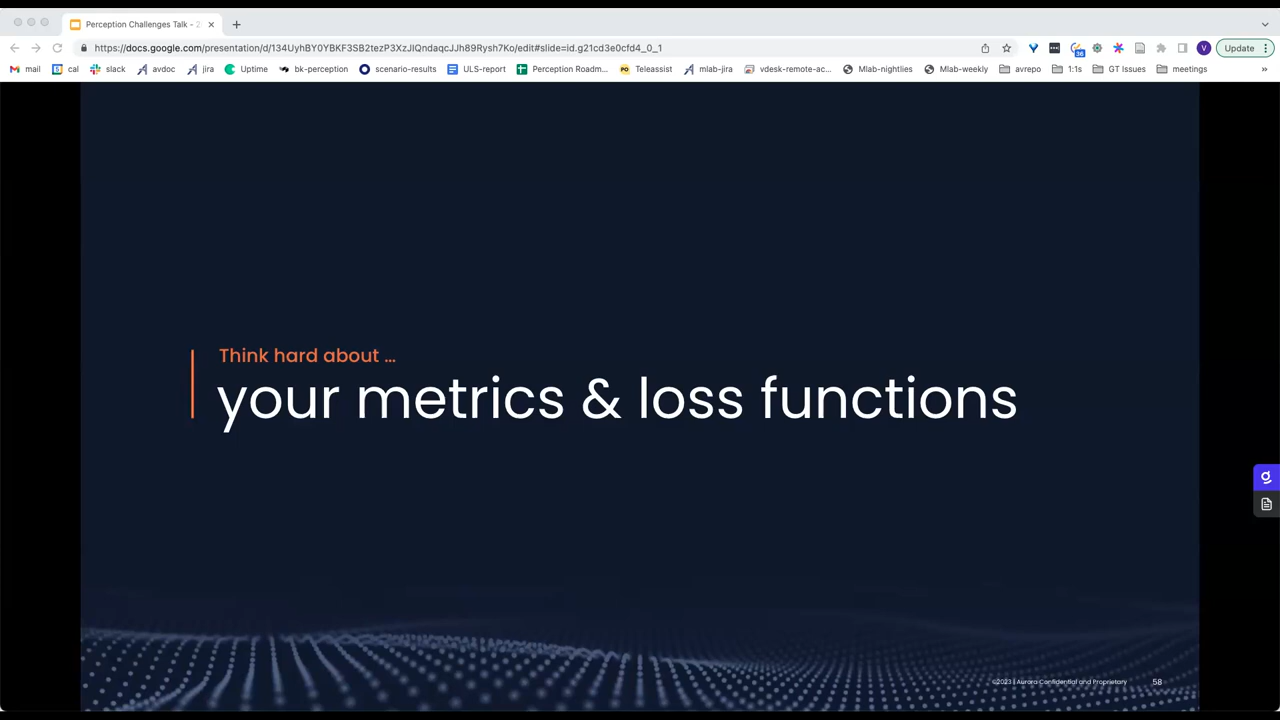 Perception Challenges Talk - 2
https://docs.google.com/presentation/d/134UyhBY0YBKF3SB2tezP3XzJIQndaqcJJh89Rysh7Ko/edit#slide=id.g21cd3e0cfd4_0_1
36
V
Update
mail cal slack avdoc jira Uptime bk-perception scenario-results ULS-report Perception Roadm... Teleassist mlab-jira vdesk-remote-ac... Mlab-nightlies Mlab-weekly avrepo 1:1s GT Issues meetings »
Think hard about ...
your metrics & loss functions
©2023 | Aurora Confidential and Proprietary 58